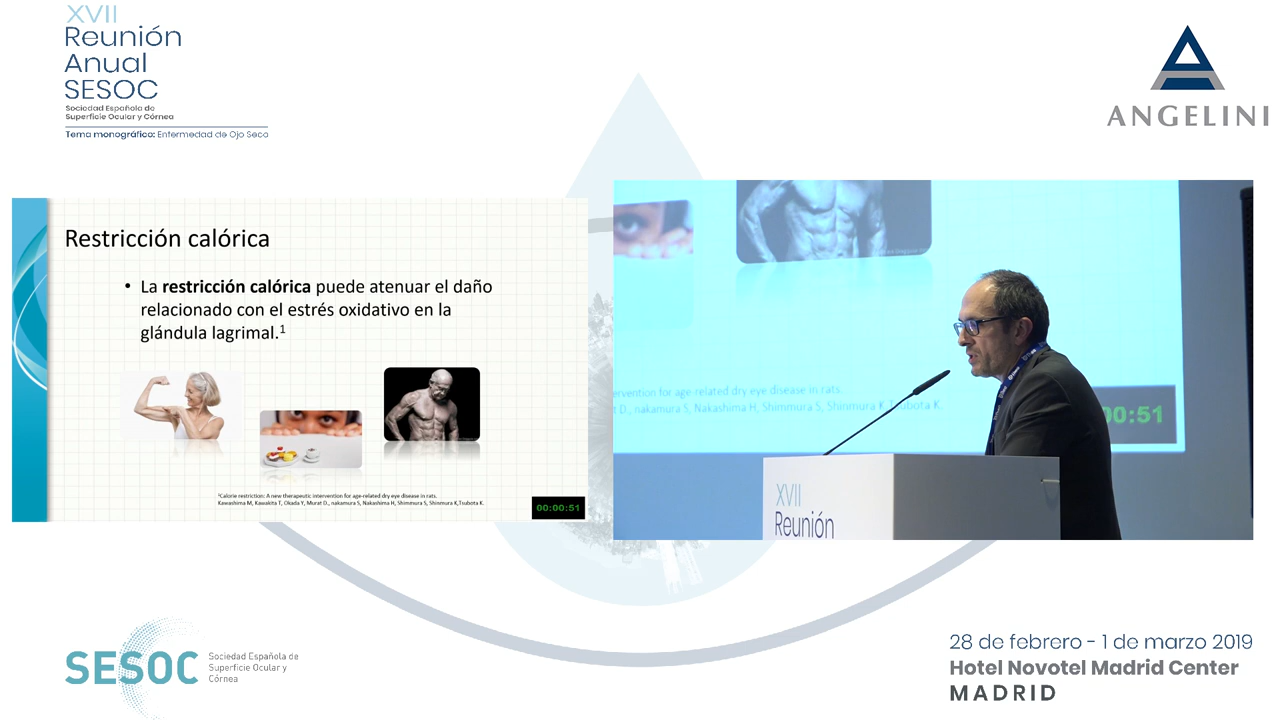 XVII
Reunión
Anual
SESOC
Sociedad Española de
Superficie Ocular y Córnea
Tema monográfico: Enfermedad de Ojo Seco
ANGELINI
Restricción calórica
• La restricción calórica puede atenuar el daño
relacionado con el estrés oxidativo en la
glándula lagrimal.¹
¹Calorie restriction: A new therapeutic intervention for age-related dry eye disease in rats.
Kawashima M, Kawakita T, Okada Y, Murat D., nakamura S, Nakashima H, Shimmura S, Shinmura K,Tsubota K.
00:00:51
ervention for age-related dry eye disease in rats.
t D., nakamura S, Nakashima H, Shimmura S, Shinmura K,Tsubota K.
00:51
XVII
Reunión
SESOC
Sociedad Española de
Superficie Ocular y
Córnea
28 de febrero - 1 de marzo 2019
Hotel Novotel Madrid Center
MADRID